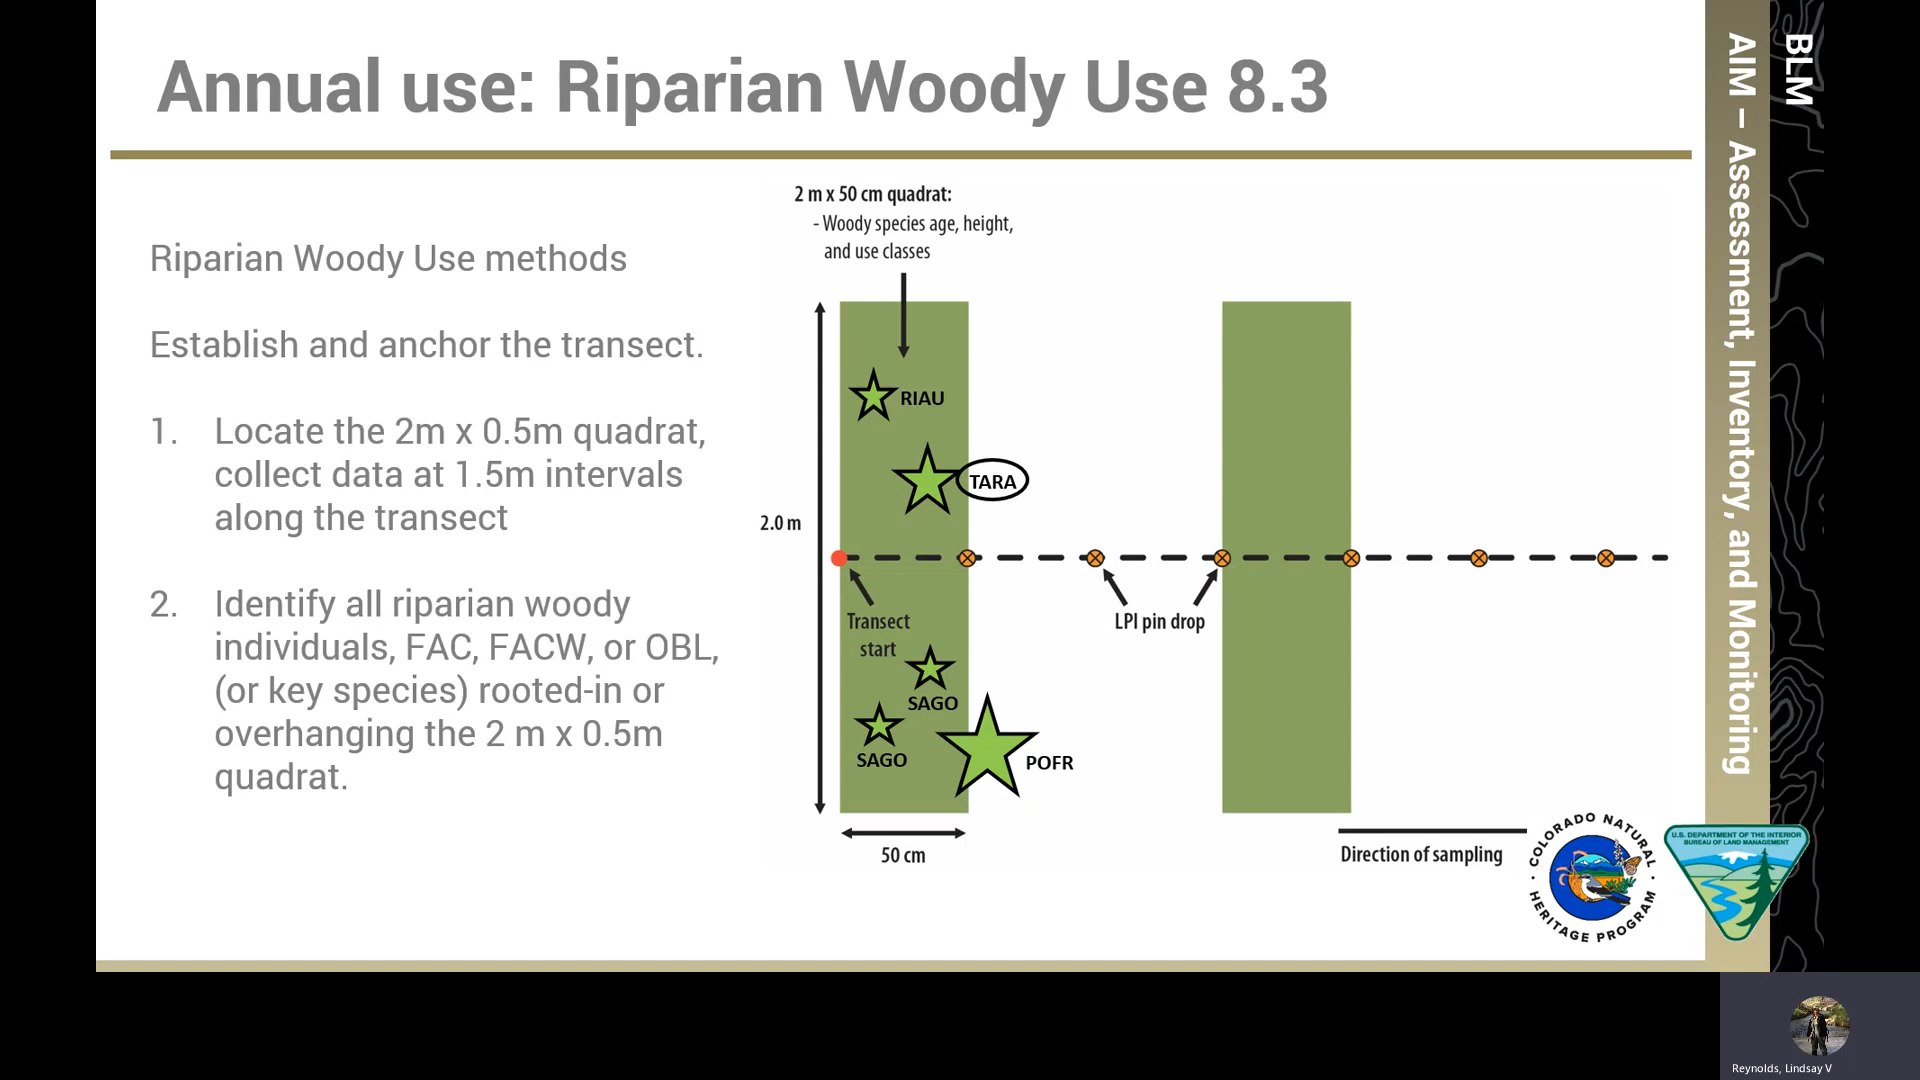 Annual use: Riparian Woody Use 8.3
Riparian Woody Use methods
Establish and anchor the transect.
1. Locate the 2m x 0.5m quadrat,
collect data at 1.5m intervals
along the transect
2. Identify all riparian woody
individuals, FAC, FACW, or OBL,
(or key species) rooted-in or
overhanging the 2 m x 0.5m
quadrat.
2 m x 50 cm quadrat:
- Woody species age, height,
and use classes
RIAU
TARA
2.0 m
Transect
start
LPI pin drop
SAGO
SAGO
POFR
50 cm
Direction of sampling
COLORADO NATURAL
HERITAGE PROGRAM
U.S. DEPARTMENT OF THE INTERIOR
BUREAU OF LAND MANAGEMENT
BLM
AIM – Assessment, Inventory, and Monitoring
Reynolds, Lindsay V